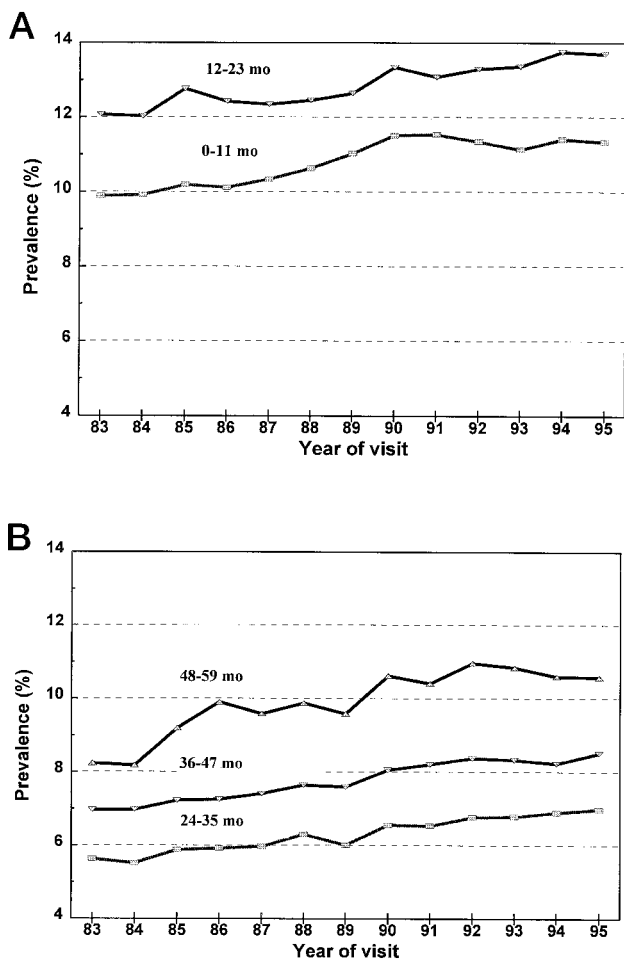 A
14
12
10
8
6
4
Prevalence (%)
12-23 mo
0-11 mo
83 84 85 86 87 88 89 90 91 92 93 94 95
Year of visit
B
14
12
10
8
6
4
Prevalence (%)
48-59 mo
36-47 mo
24-35 mo
83 84 85 86 87 88 89 90 91 92 93 94 95
Year of visit